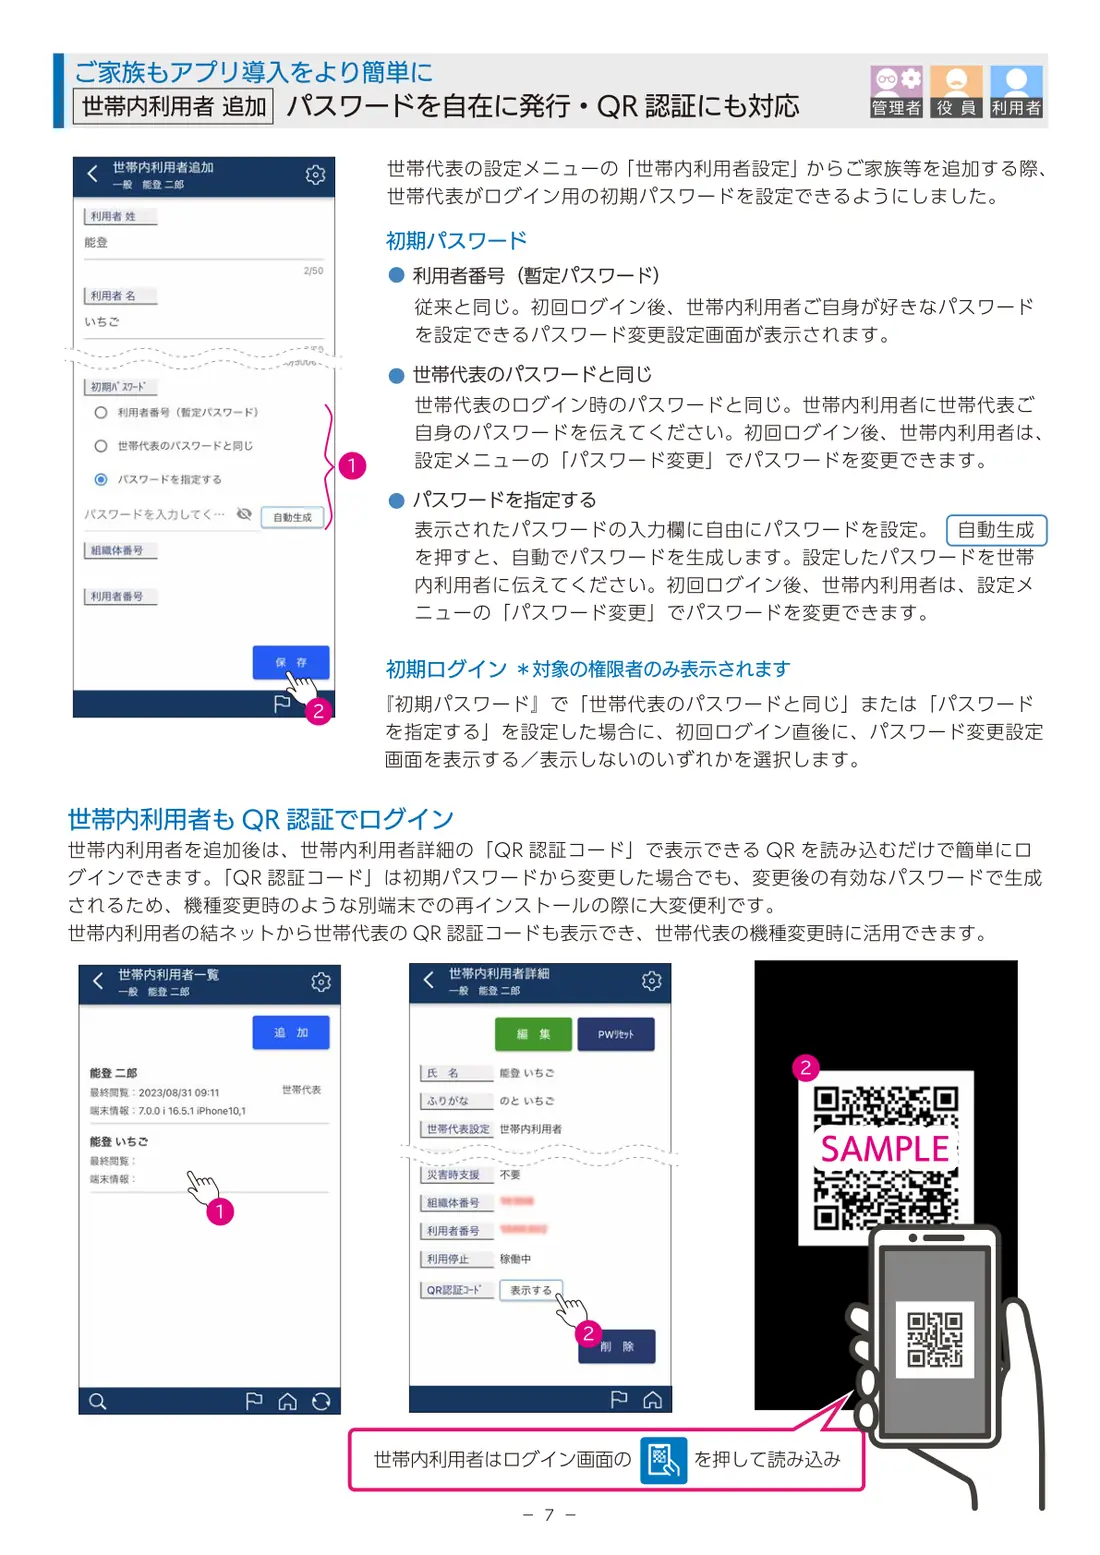 ご家族もアプリ導入をより簡単に
世帯内利用者 追加 パスワードを自在に発行・QR 認証にも対応
管理者 役員 利用者
世帯内利用者追加
一般 能登 二郎
利用者 姓
能登
2/50
利用者 名
いちご
初期ﾊﾟｽﾜｰﾄﾞ
利用者番号（暫定パスワード）
世帯代表のパスワードと同じ
パスワードを指定する
パスワードを入力してく… 自動生成
1
組織体番号
利用者番号
保 存
2
世帯代表の設定メニューの「世帯内利用者設定」からご家族等を追加する際、
世帯代表がログイン用の初期パスワードを設定できるようにしました。
初期パスワード
● 利用者番号（暫定パスワード）
従来と同じ。初回ログイン後、世帯内利用者ご自身が好きなパスワード
を設定できるパスワード変更設定画面が表示されます。
● 世帯代表のパスワードと同じ
世帯代表のログイン時のパスワードと同じ。世帯内利用者に世帯代表ご
自身のパスワードを伝えてください。初回ログイン後、世帯内利用者は、
設定メニューの「パスワード変更」でパスワードを変更できます。
● パスワードを指定する
表示されたパスワードの入力欄に自由にパスワードを設定。 自動生成
を押すと、自動でパスワードを生成します。設定したパスワードを世帯
内利用者に伝えてください。初回ログイン後、世帯内利用者は、設定メ
ニューの「パスワード変更」でパスワードを変更できます。
初期ログイン ＊対象の権限者のみ表示されます
『初期パスワード』で「世帯代表のパスワードと同じ」または「パスワード
を指定する」を設定した場合に、初回ログイン直後に、パスワード変更設定
画面を表示する／表示しないのいずれかを選択します。
世帯内利用者も QR 認証でログイン
世帯内利用者を追加後は、世帯内利用者詳細の「QR 認証コード」で表示できる QR を読み込むだけで簡単にロ
グインできます。「QR 認証コード」は初期パスワードから変更した場合でも、変更後の有効なパスワードで生成
されるため、機種変更時のような別端末での再インストールの際に大変便利です。
世帯内利用者の結ネットから世帯代表の QR 認証コードも表示でき、世帯代表の機種変更時に活用できます。
世帯内利用者一覧
一般 能登 二郎
追 加
能登 二郎
最終閲覧：2023/08/31 09:11 世帯代表
端末情報：7.0.0 i 16.5.1 iPhone10,1
能登 いちご
最終閲覧：
端末情報：
1
世帯内利用者詳細
一般 能登 二郎
編 集 PWﾘｾｯﾄ
氏 名 能登 いちご
ふりがな のと いちご
世帯代表設定 世帯内利用者
災害時支援 不要
組織体番号
利用者番号
利用停止 稼働中
QR認証ｺｰﾄﾞ 表示する
2
削 除
2
SAMPLE
世帯内利用者はログイン画面の を押して読み込み
－ 7 －